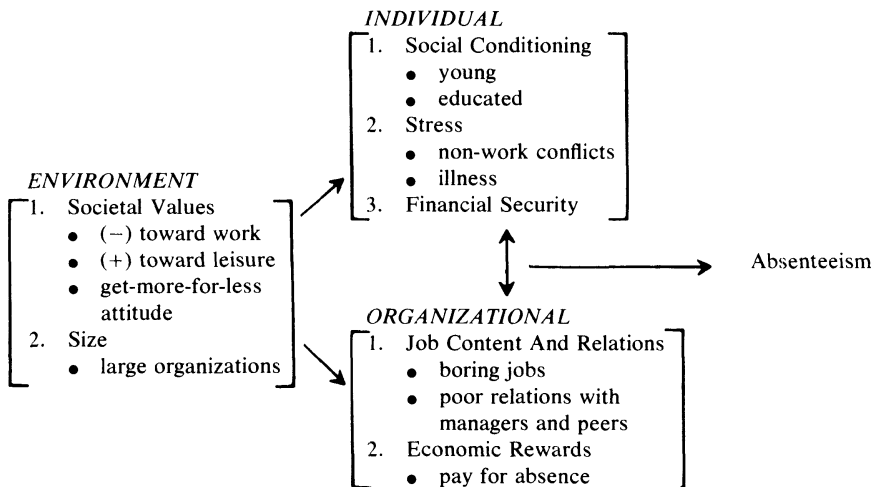 INDIVIDUAL
1. Social Conditioning
● young
● educated
2. Stress
● non-work conflicts
● illness
3. Financial Security
ENVIRONMENT
1. Societal Values
● (−) toward work
● (+) toward leisure
● get-more-for-less
attitude
2. Size
● large organizations
Absenteeism
ORGANIZATIONAL
1. Job Content And Relations
● boring jobs
● poor relations with
managers and peers
2. Economic Rewards
● pay for absence